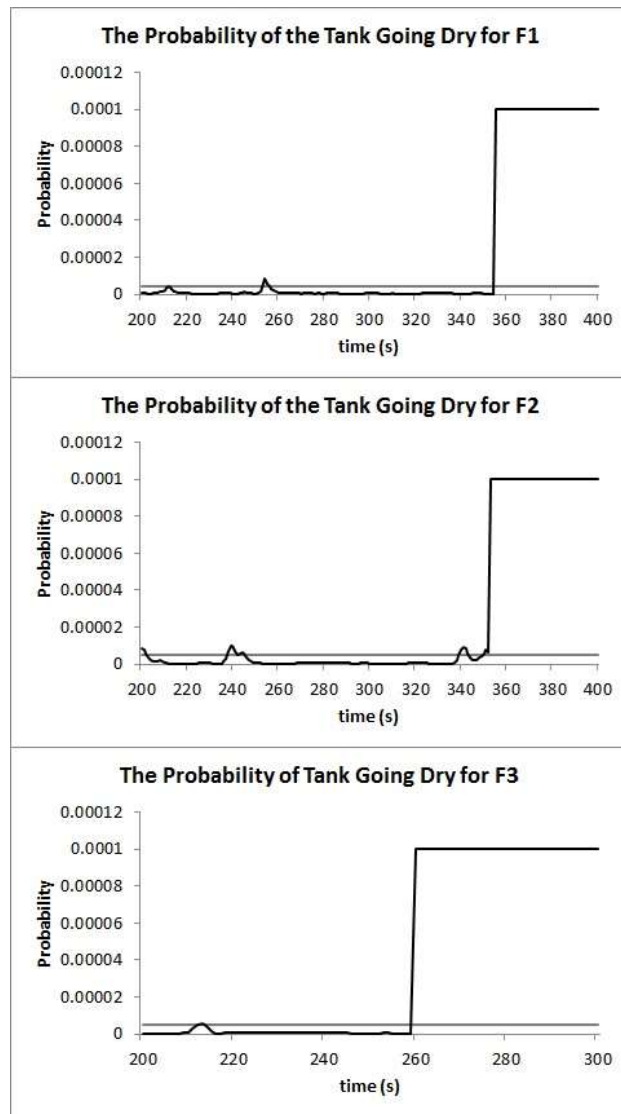 The Probability of the Tank Going Dry for F1
0.00012
0.0001
0.00008
0.00006
0.00004
0.00002
0
Probability
200 220 240 260 280 300 320 340 360 380 400
time (s)
The Probability of the Tank Going Dry for F2
0.00012
0.0001
0.00008
0.00006
0.00004
0.00002
0
Probability
200 220 240 260 280 300 320 340 360 380 400
time (s)
The Probability of Tank Going Dry for F3
0.00012
0.0001
0.00008
0.00006
0.00004
0.00002
0
Probability
200 220 240 260 280 300
time (s)